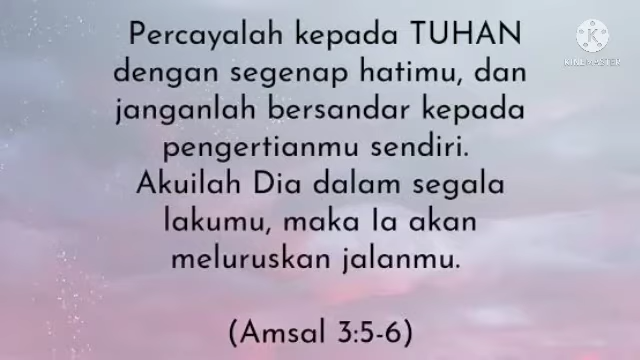 Percayalah kepada TUHAN
dengan segenap hatimu, dan
janganlah bersandar kepada
pengertianmu sendiri.
Akuilah Dia dalam segala
lakumu, maka Ia akan
meluruskan jalanmu.
(Amsal 3:5-6)
K
KINEMASTER